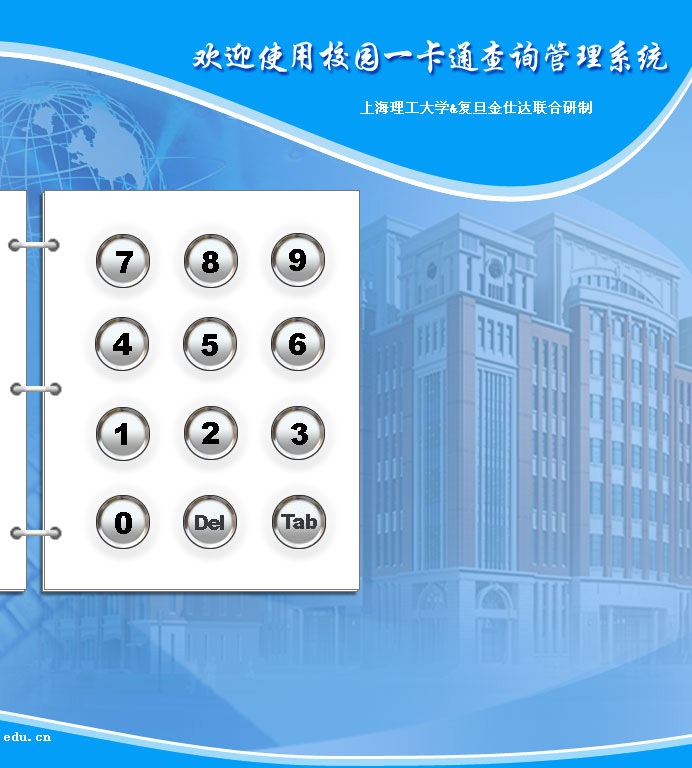 欢迎使用校园一卡通查询管理系统
上海理工大学&复旦金仕达联合研制
7 8 9
4 5 6
1 2 3
0 Del Tab
edu.cn